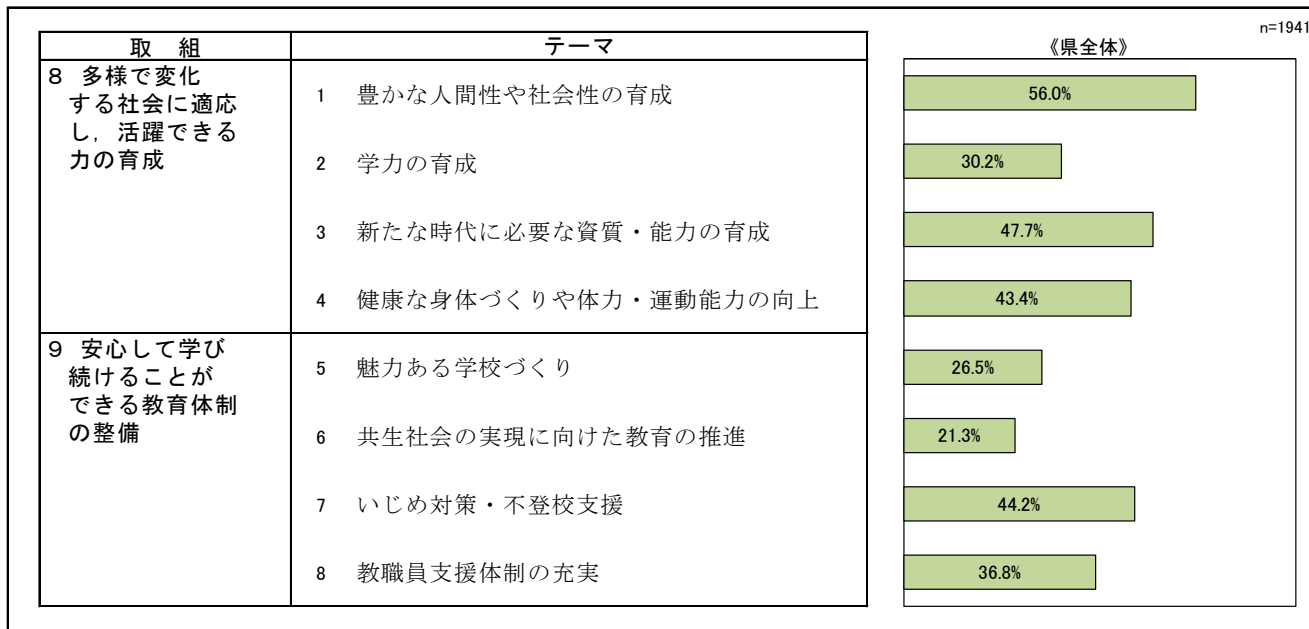 n=1941
取 組
テーマ
《県全体》
8 多様で変化
する社会に適応
し，活躍できる
力の育成
1 豊かな人間性や社会性の育成
56.0%
2 学力の育成
30.2%
3 新たな時代に必要な資質・能力の育成
47.7%
4 健康な身体づくりや体力・運動能力の向上
43.4%
9 安心して学び
続けることが
できる教育体制
の整備
5 魅力ある学校づくり
26.5%
6 共生社会の実現に向けた教育の推進
21.3%
7 いじめ対策・不登校支援
44.2%
8 教職員支援体制の充実
36.8%